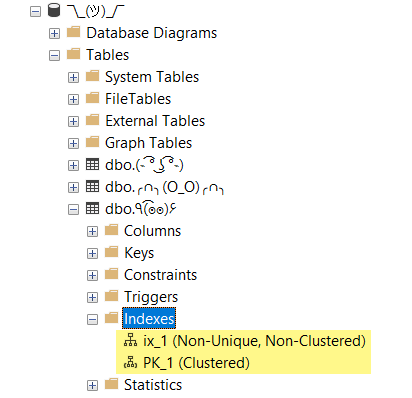 ¯\_(ツ)_/¯
Database Diagrams
Tables
System Tables
FileTables
External Tables
Graph Tables
dbo.(͠≖ ͜ʖ͠≖)
dbo.╭∩╮(O_O)╭∩╮
dbo.٩(͡๏̯͡๏)۶
Columns
Keys
Constraints
Triggers
Indexes
ix_1 (Non-Unique, Non-Clustered)
PK_1 (Clustered)
Statistics